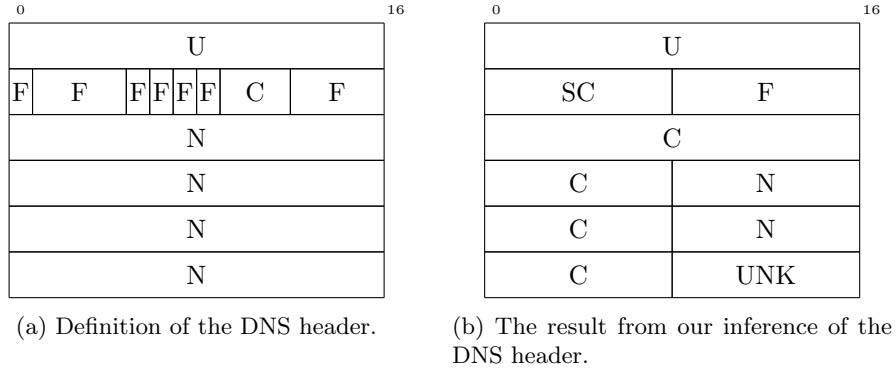 0 16
U
F F F F F F C F
N
N
N
N
(a) Definition of the DNS header.
0 16
U
SC F
C
C N
C N
C UNK
(b) The result from our inference of the
DNS header.